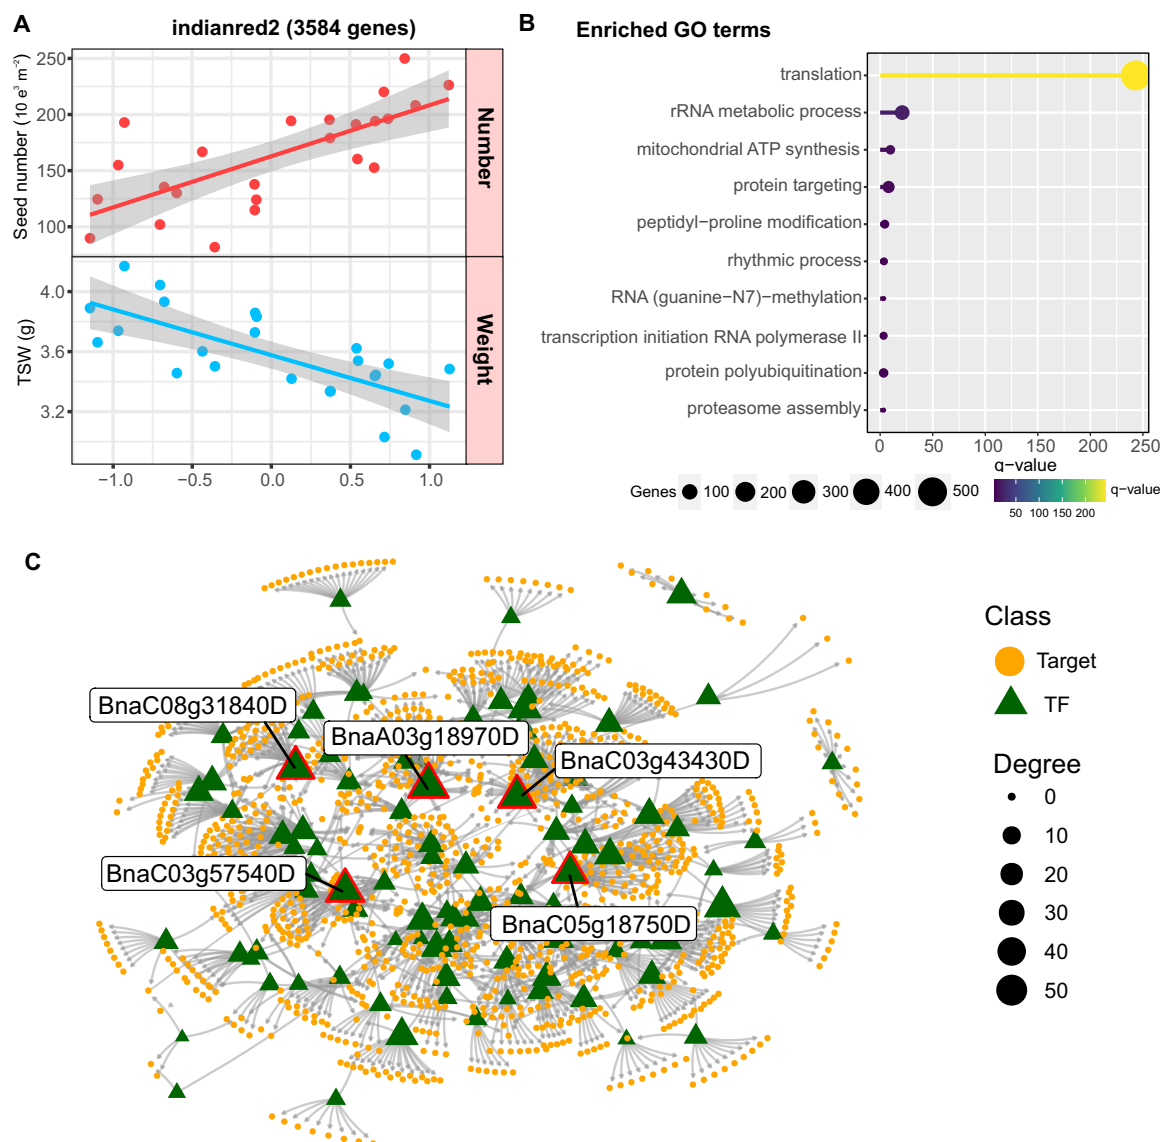 A
indianred2 (3584 genes)
Seed number (10 e³ m⁻²)
250
200
150
100
Number
TSW (g)
4.0
3.6
3.2
Weight
−1.0
−0.5
0.0
0.5
1.0
B
Enriched GO terms
translation
rRNA metabolic process
mitochondrial ATP synthesis
protein targeting
peptidyl−proline modification
rhythmic process
RNA (guanine−N7)−methylation
transcription initiation RNA polymerase II
protein polyubiquitination
proteasome assembly
0 50 100 150 200 250
q−value
Genes 100 200 300 400 500
q−value
50 100 150 200
C
BnaC08g31840D
BnaA03g18970D
BnaC03g43430D
BnaC03g57540D
BnaC05g18750D
Class
Target
TF
Degree
0
10
20
30
40
50